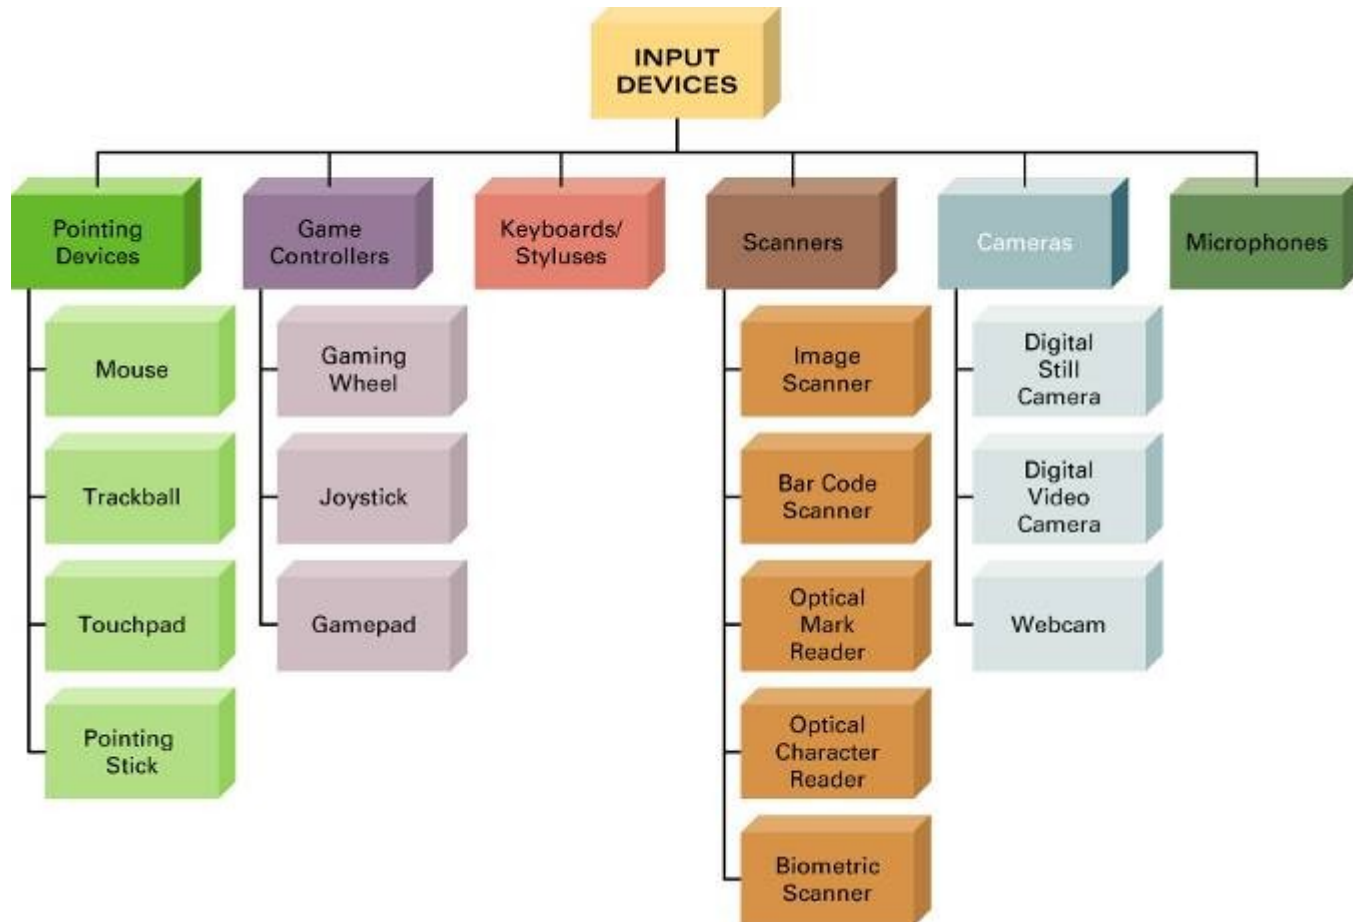 INPUT
DEVICES
Pointing
Devices
Game
Controllers
Keyboards/
Styluses
Scanners
Cameras
Microphones
Mouse
Trackball
Touchpad
Pointing
Stick
Gaming
Wheel
Joystick
Gamepad
Image
Scanner
Bar Code
Scanner
Optical
Mark
Reader
Optical
Character
Reader
Biometric
Scanner
Digital
Still
Camera
Digital
Video
Camera
Webcam